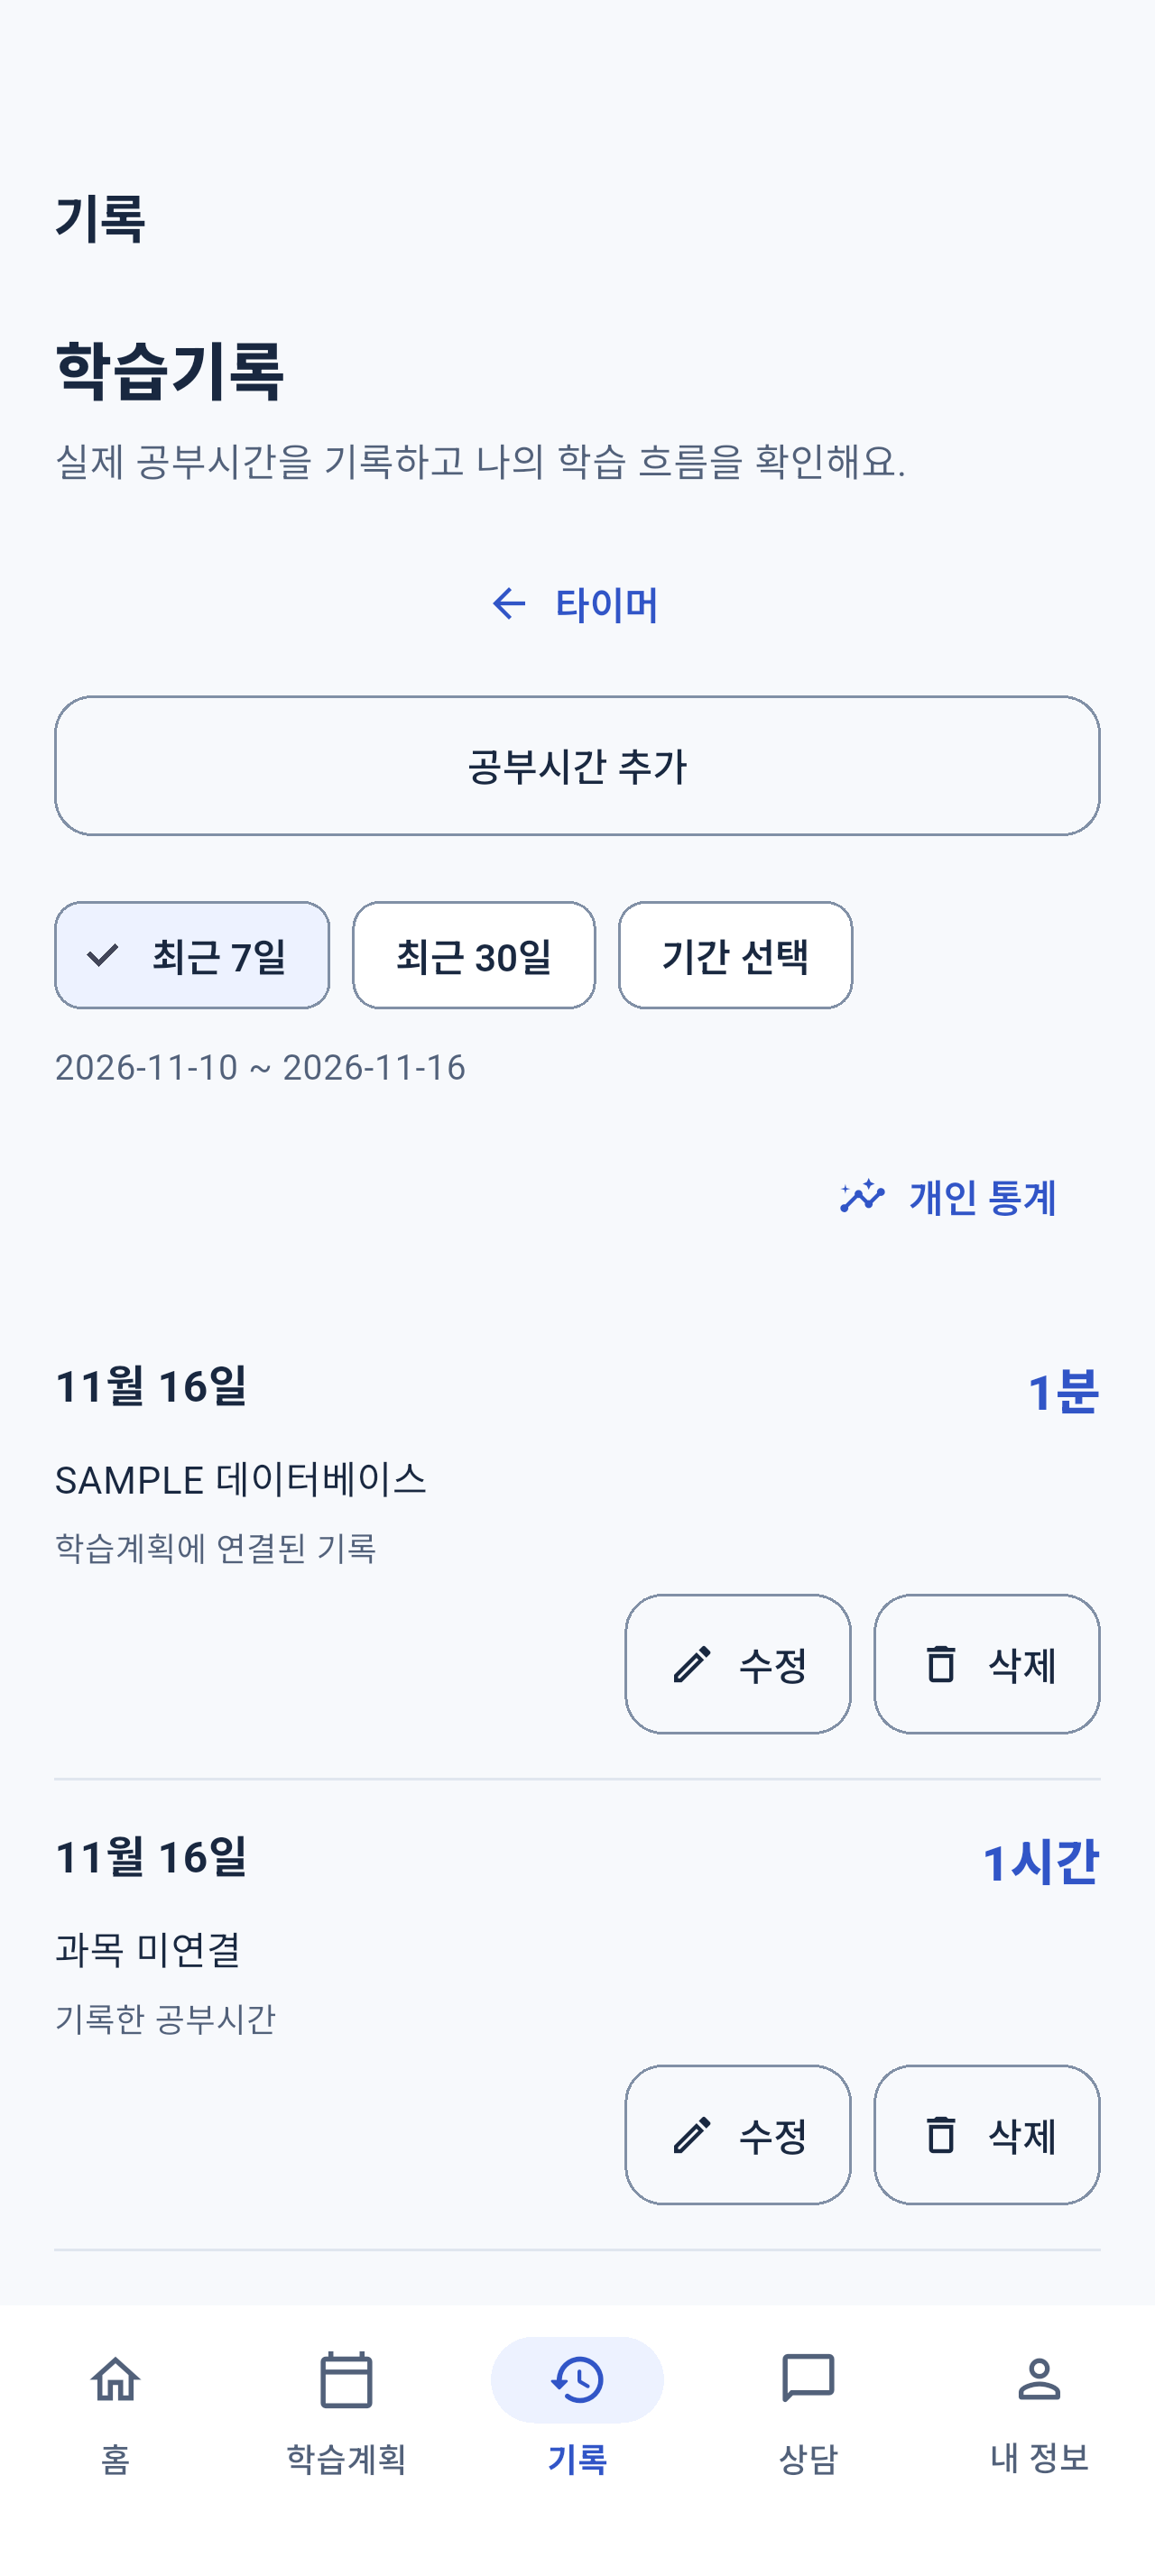 기록
학습기록
실제 공부시간을 기록하고 나의 학습 흐름을 확인해요.
타이머
공부시간 추가
최근 7일
최근 30일
기간 선택
2026-11-10 ~ 2026-11-16
개인 통계
11월 16일
1분
SAMPLE 데이터베이스
학습계획에 연결된 기록
수정
삭제
11월 16일
1시간
과목 미연결
기록한 공부시간
수정
삭제
홈
학습계획
기록
상담
내 정보